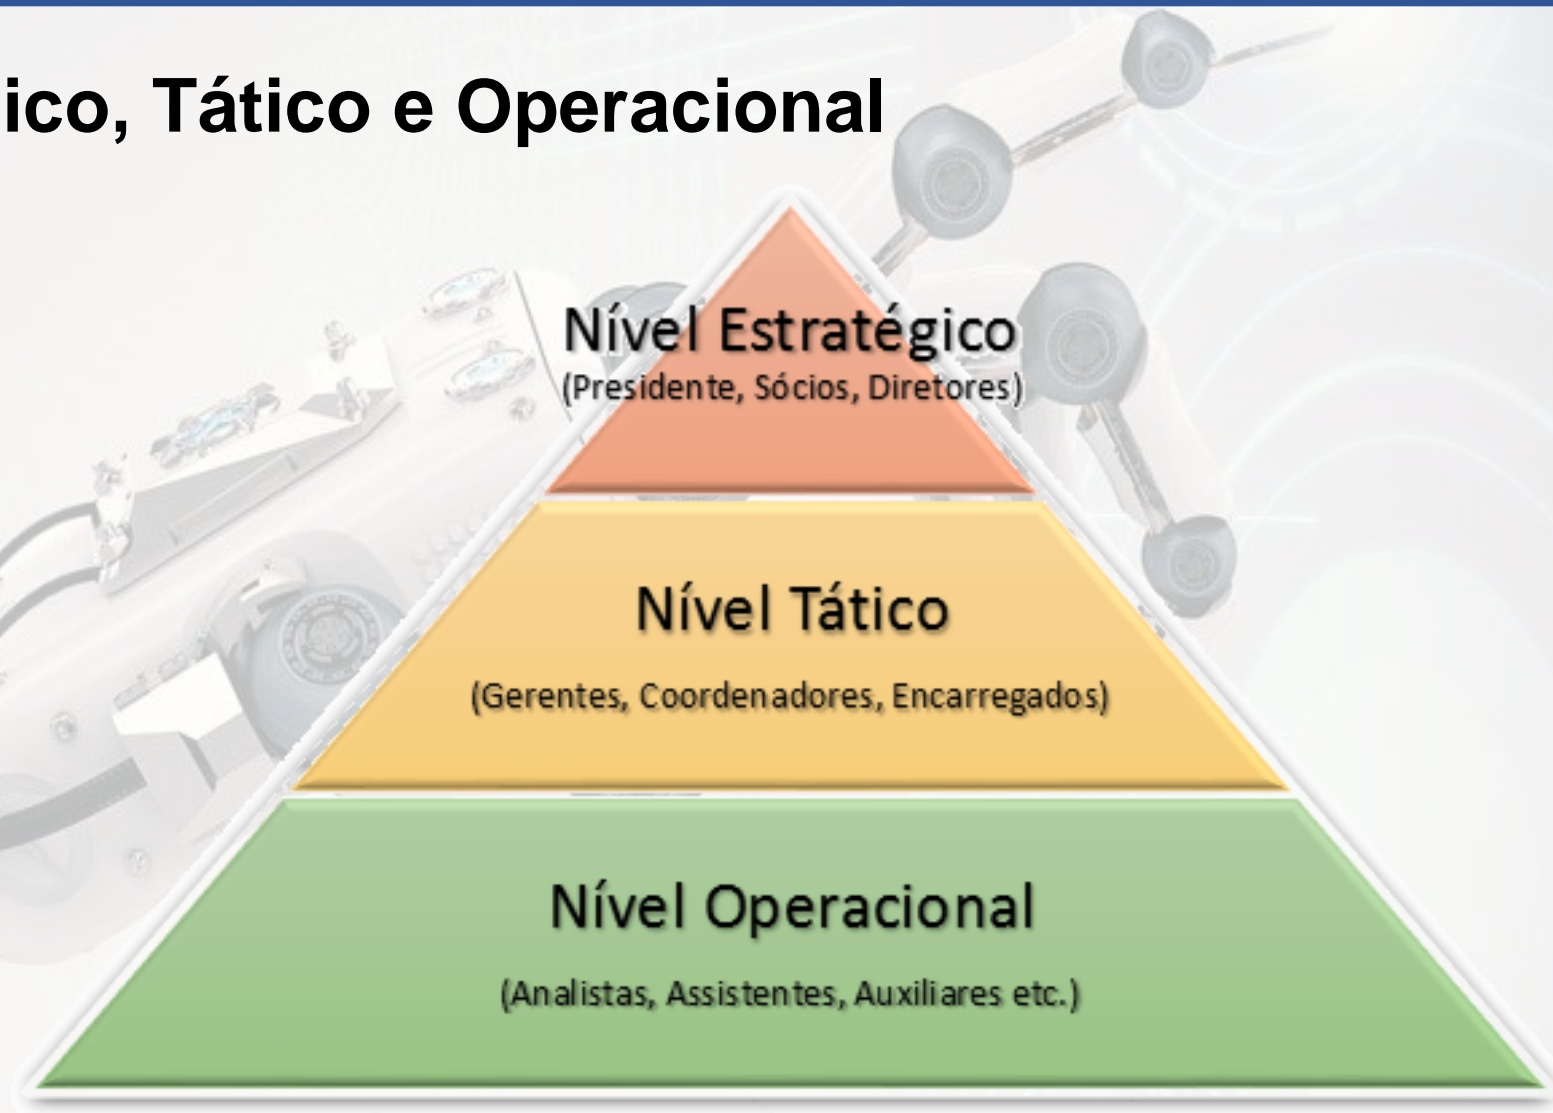 ico, Tático e Operacional
Nível Estratégico
(Presidente, Sócios, Diretores)
Nível Tático
(Gerentes, Coordenadores, Encarregados)
Nível Operacional
(Analistas, Assistentes, Auxiliares etc.)